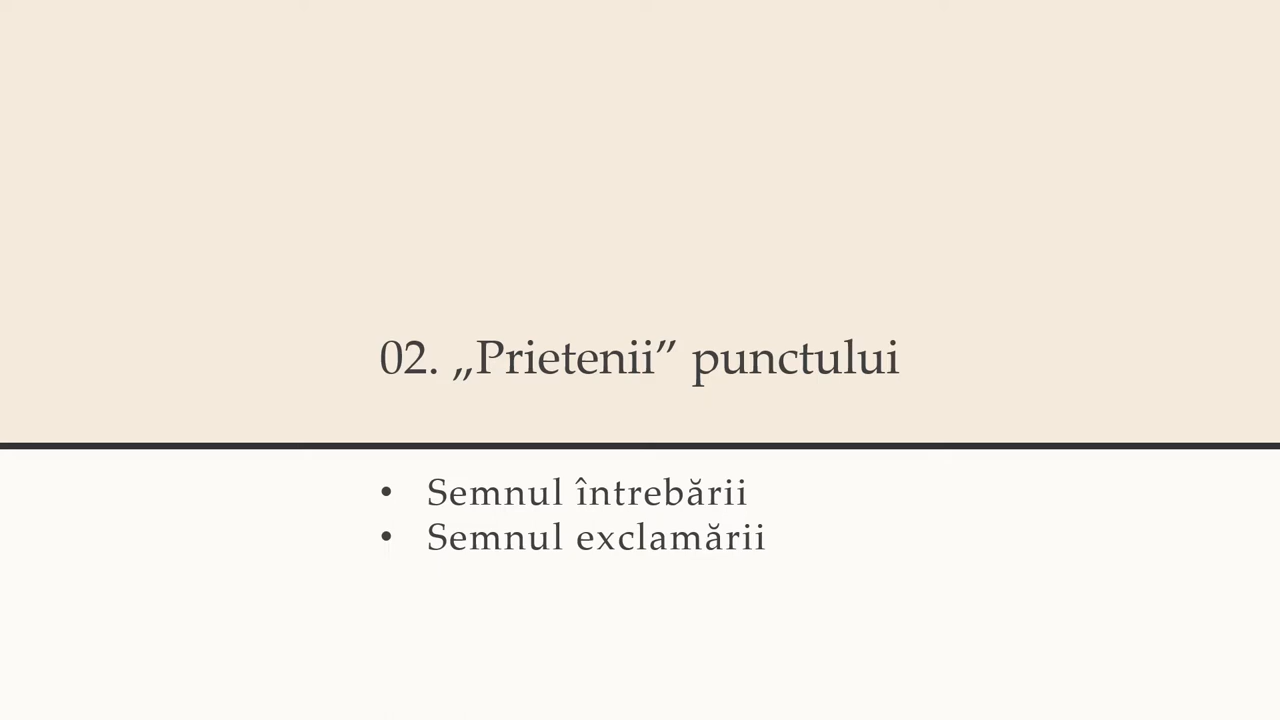 02. „Prietenii” punctului
• Semnul întrebării
• Semnul exclamării